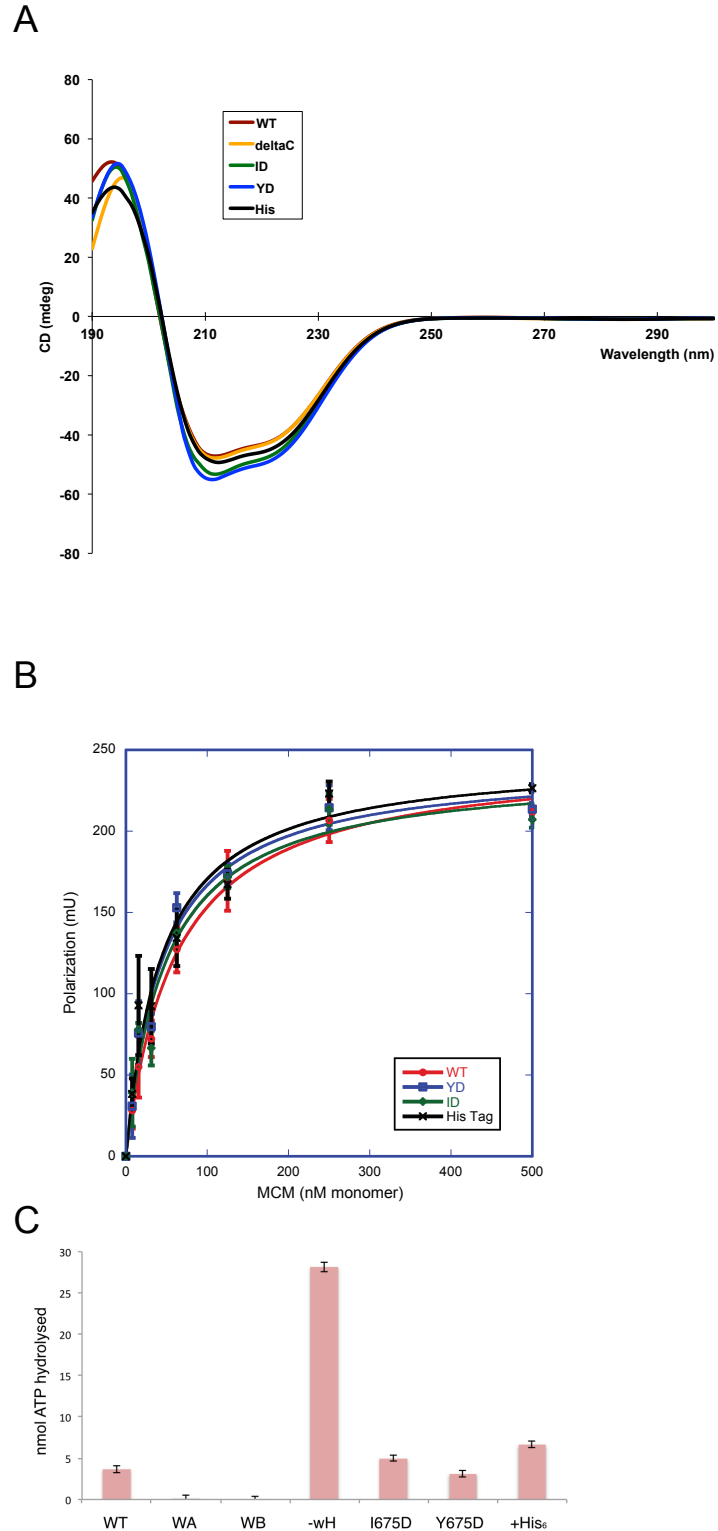 A
80
60
40
20
0
-20
-40
-60
-80
CD (mdeg)
190
210
230
250
270
290
Wavelength (nm)
WT
deltaC
ID
YD
His
B
250
200
150
100
50
0
Polarization (mU)
0
100
200
300
400
500
MCM (nM monomer)
WT
YD
ID
His Tag
C
30
25
20
15
10
5
0
nmol ATP hydrolysed
WT
WA
WB
-wH
I675D
Y675D
+His₆